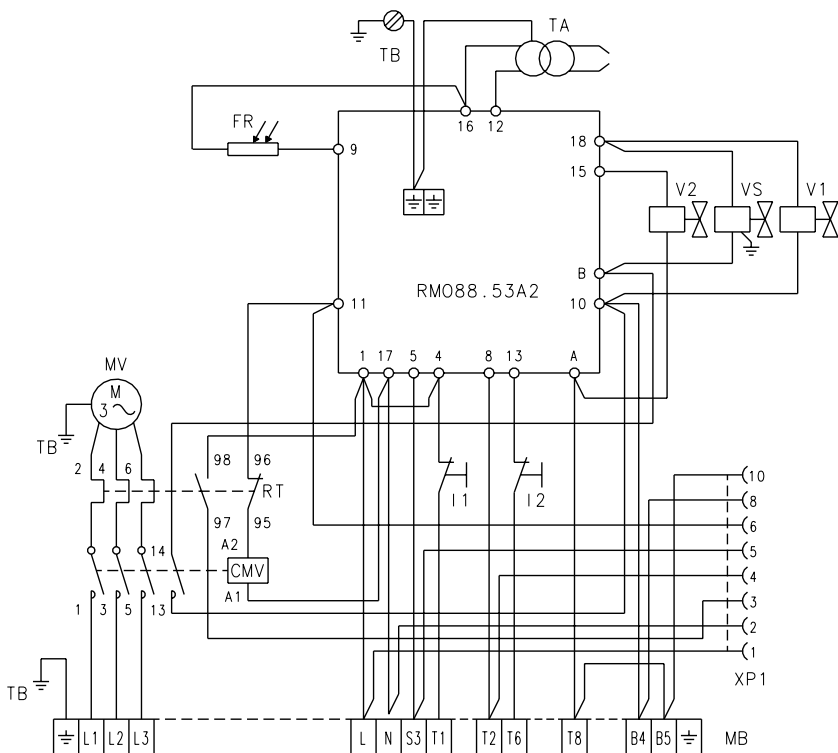 TA
TB
16 12
FR
9
18
15
V2 VS V1
B
RMO88.53A2
10
11
1 17 5 4 8 13 A
MV
M
3
TB
2 4 6
98 96
RT
I1 I2
97 95
10
8
6
5
4
3
2
1
XP1
14
A2
CMV
A1
1 3 5 13
TB
L1 L2 L3 L N S3 T1 T2 T6 T8 B4 B5 MB